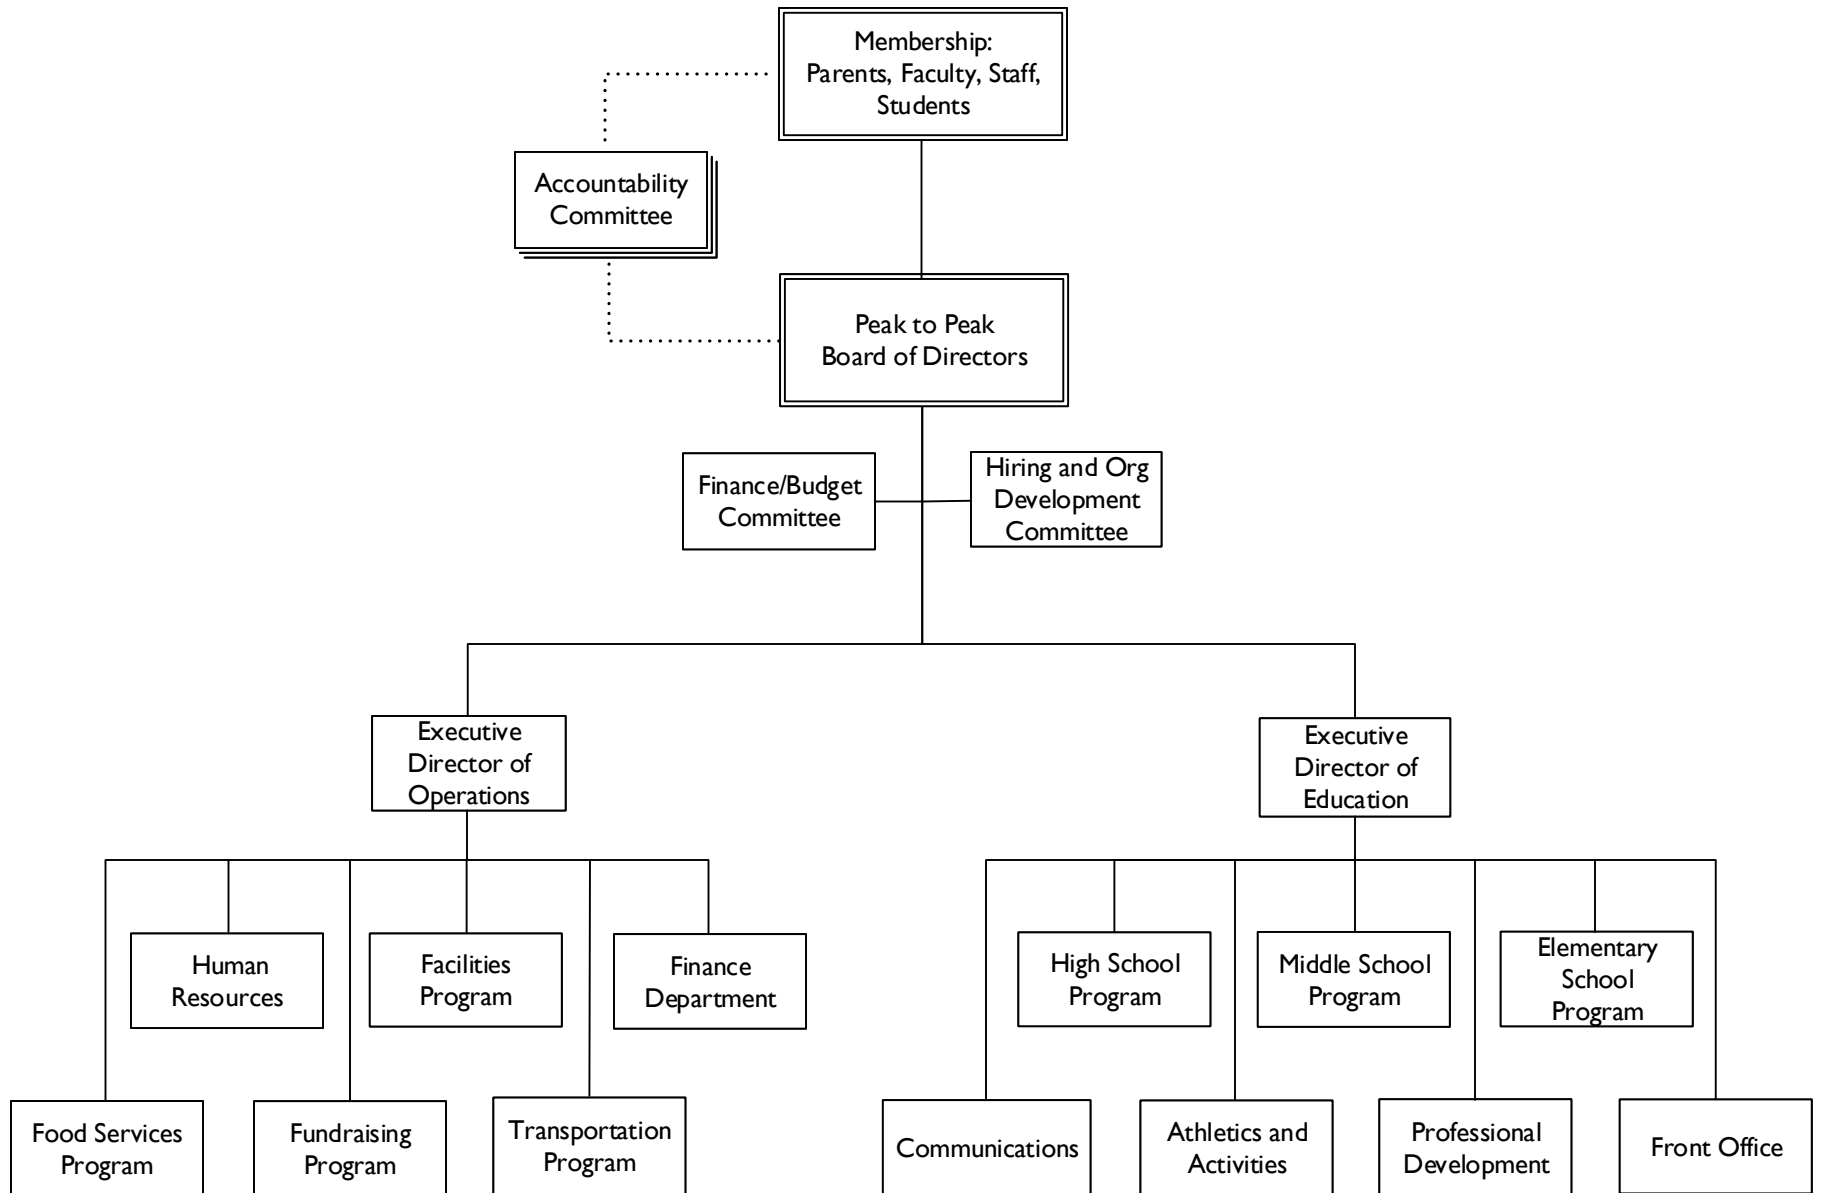 Membership:
Parents, Faculty, Staff,
Students
Accountability
Committee
Peak to Peak
Board of Directors
Finance/Budget
Committee
Hiring and Org
Development
Committee
Executive
Director of
Operations
Executive
Director of
Education
Human
Resources
Facilities
Program
Finance
Department
High School
Program
Middle School
Program
Elementary
School
Program
Food Services
Program
Fundraising
Program
Transportation
Program
Communications
Athletics and
Activities
Professional
Development
Front Office